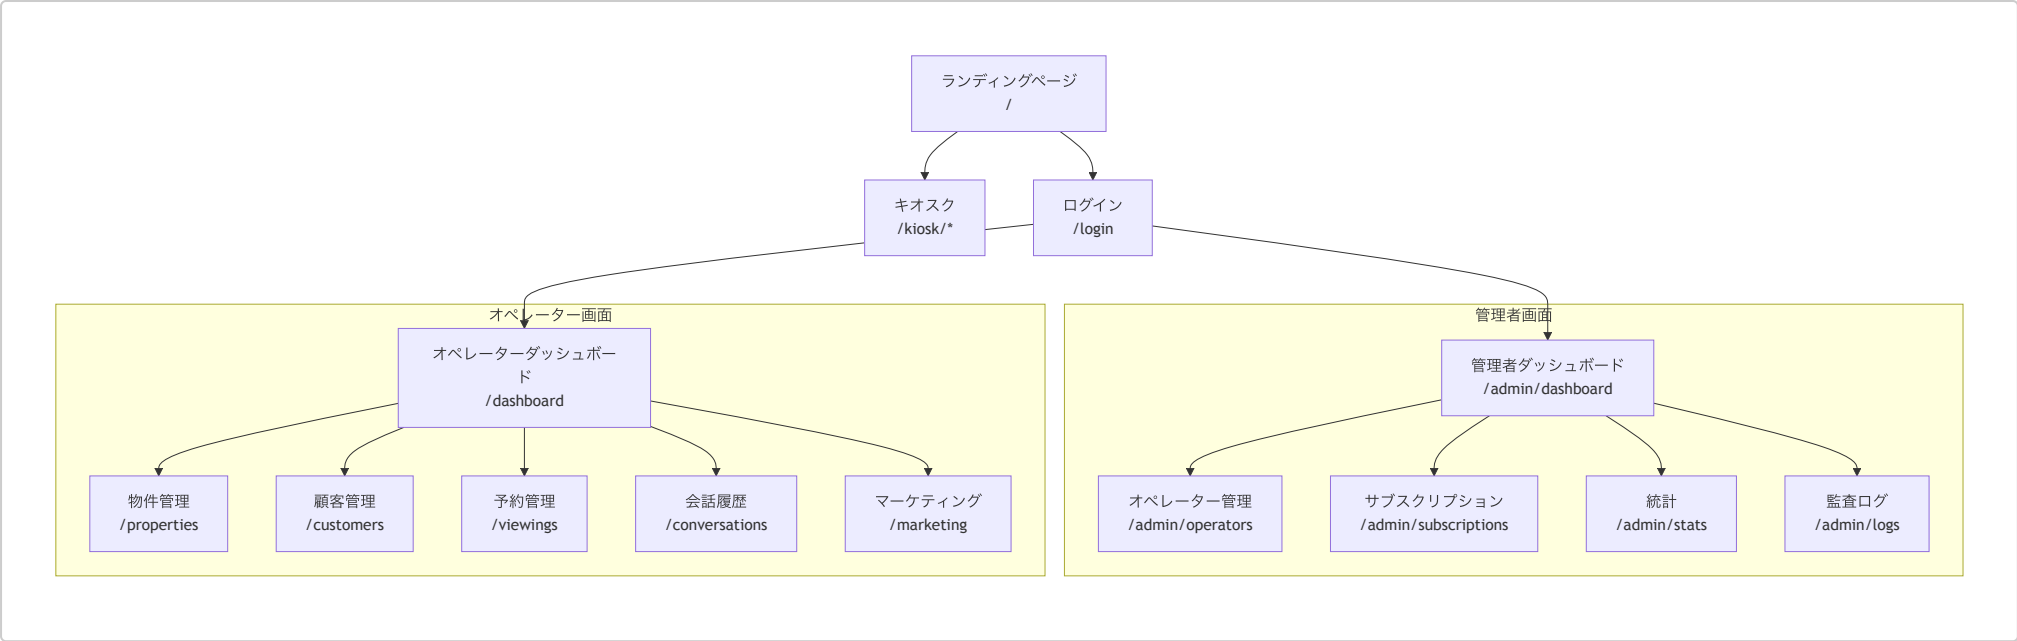 ランディングページ
/
キオスク
/kiosk/*
ログイン
/login
オペレーター画面
オペレーターダッシュボー
ド
/dashboard
物件管理
/properties
顧客管理
/customers
予約管理
/viewings
会話履歴
/conversations
マーケティング
/marketing
管理者画面
管理者ダッシュボード
/admin/dashboard
オペレーター管理
/admin/operators
サブスクリプション
/admin/subscriptions
統計
/admin/stats
監査ログ
/admin/logs